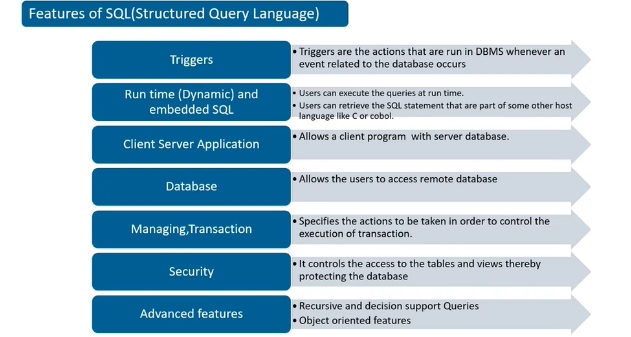 Features of SQL(Structured Query Language)
Triggers
• Triggers are the actions that are run in DBMS whenever an
event related to the database occurs
Run time (Dynamic) and
embedded SQL
• Users can execute the queries at run time.
• Users can retrieve the SQL statement that are part of some other host
language like C or cobol.
Client Server Application
• Allows a client program with server database.
Database
• Allows the users to access remote database
Managing,Transaction
• Specifies the actions to be taken in order to control the
execution of transaction.
Security
• It controls the access to the tables and views thereby
protecting the database
Advanced features
• Recursive and decision support Queries
• Object oriented features